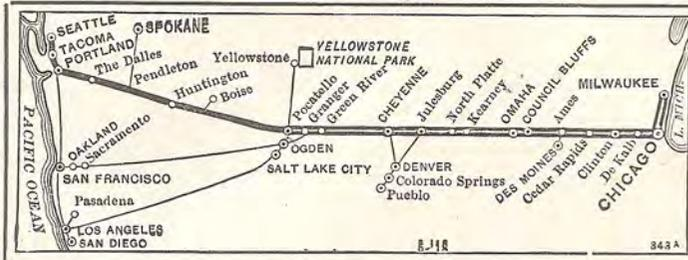 SEATTLE
TACOMA
PORTLAND
The Dalles
Pendleton
SPOKANE
Huntington
Boise
Yellowstone
YELLOWSTONE
NATIONAL PARK
Pocatello
Granger
Green River
OGDEN
SALT LAKE CITY
CHEYENNE
Julesburg
North Platte
Kearney
OMAHA
COUNCIL BLUFFS
Ames
MILWAUKEE
L. MICH.
PACIFIC OCEAN
OAKLAND
Sacramento
SAN FRANCISCO
Pasadena
LOS ANGELES
SAN DIEGO
DENVER
Colorado Springs
Pueblo
DES MOINES
Cedar Rapids
Clinton
De Kalb
CHICAGO
343 A